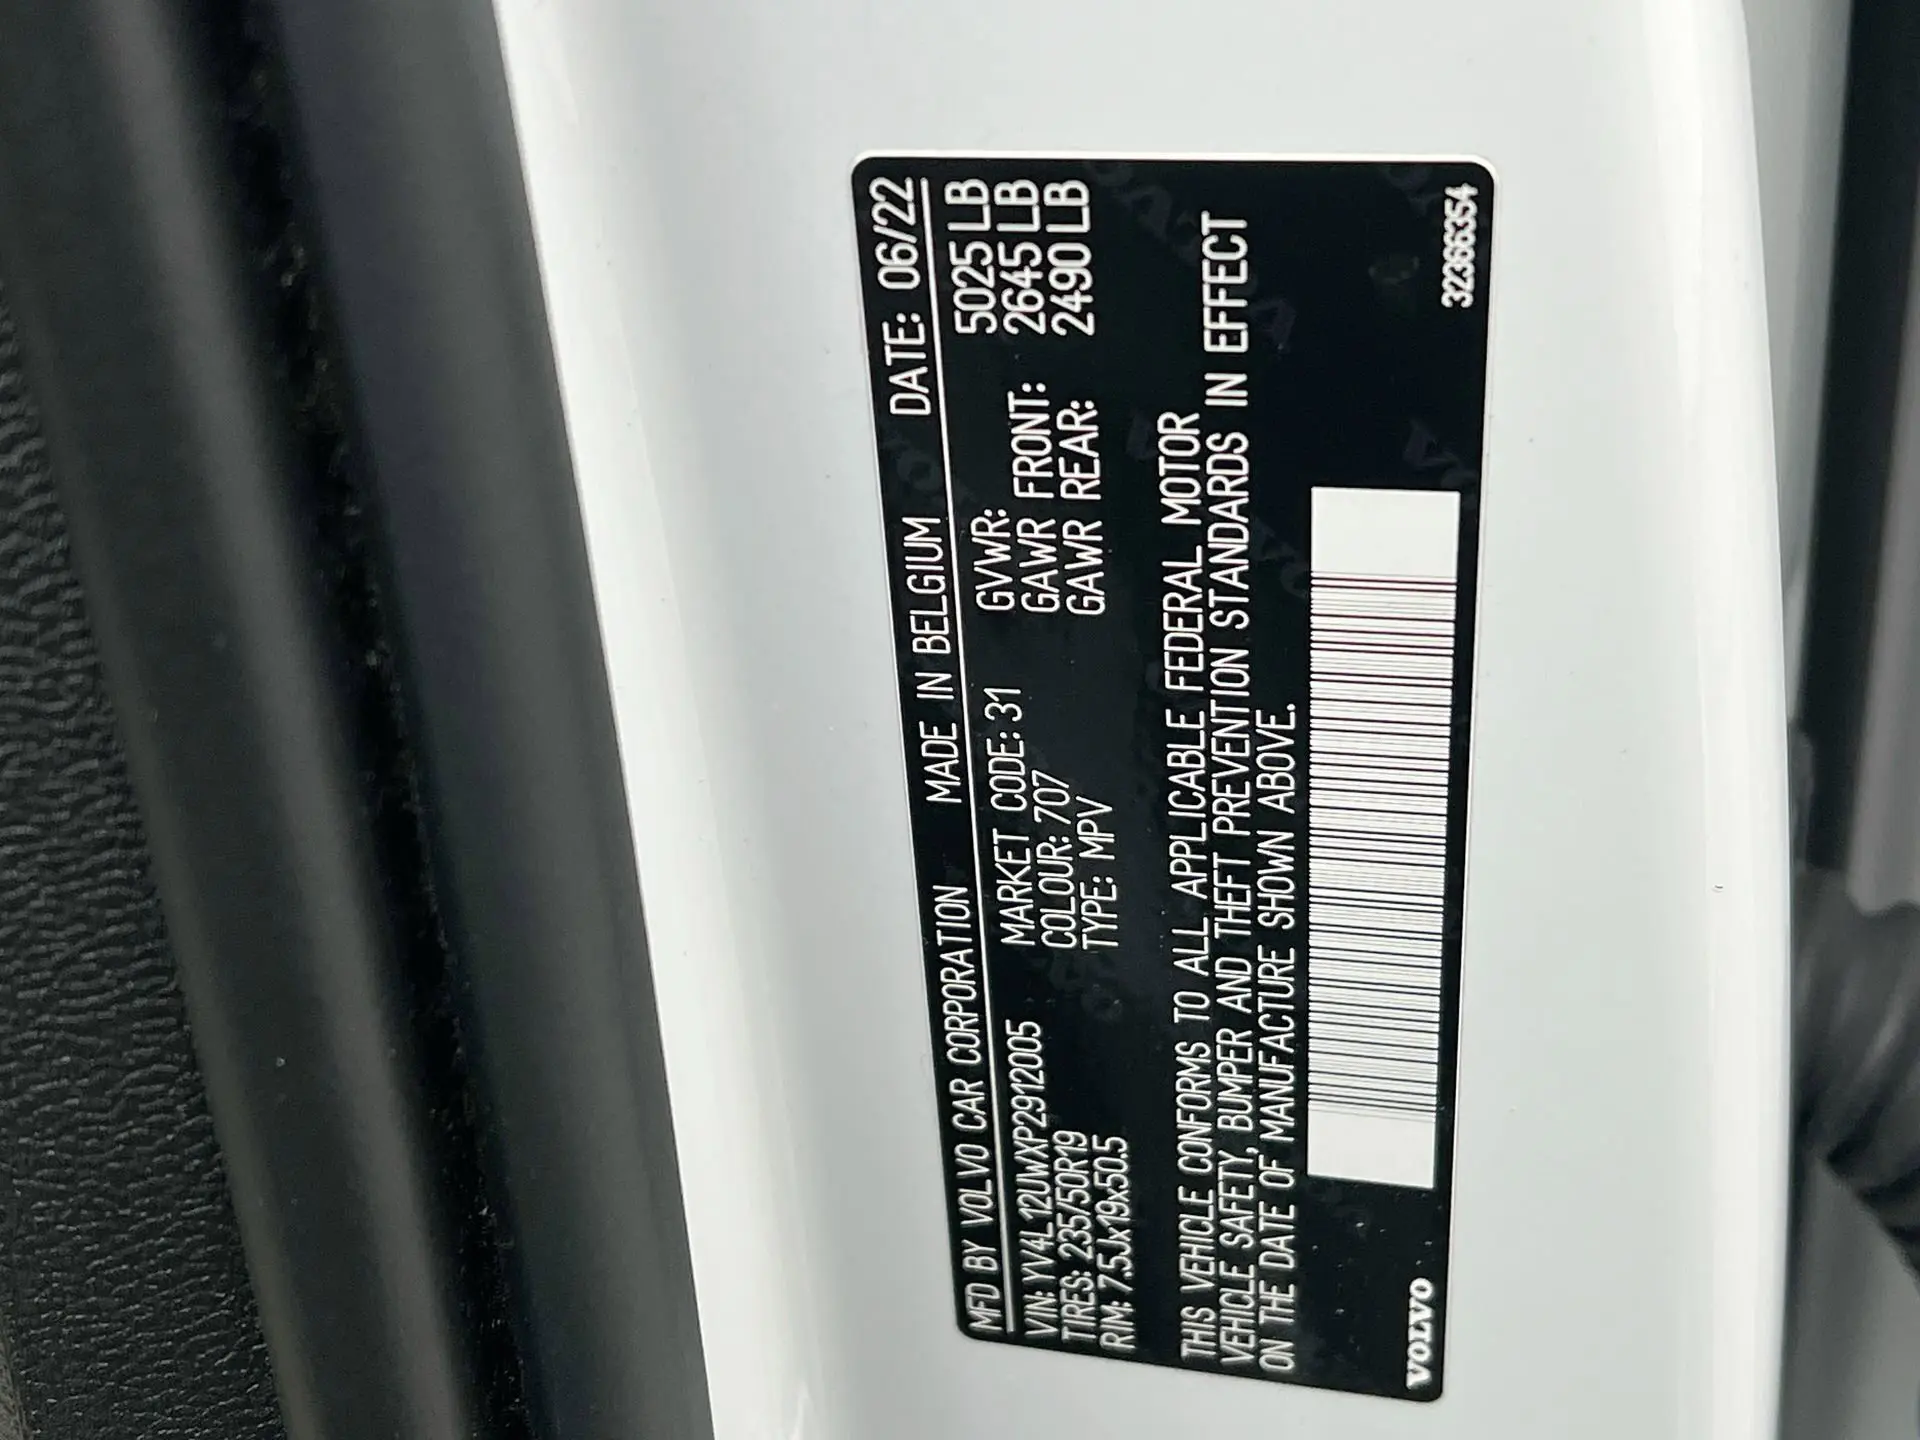 MFD BY VOLVO CAR CORPORATION MADE IN BELGIUM DATE: 06/22
VIN: YV4L12UWXP2912005 MARKET CODE: 31 GVWR: 5025 LB
TIRES: 235/50R19 COLOUR: 707 GAWR FRONT: 2645 LB
RIM: 7.5Jx19x50.5 TYPE: MPV GAWR REAR: 2490 LB
THIS VEHICLE CONFORMS TO ALL APPLICABLE FEDERAL MOTOR
VEHICLE SAFETY, BUMPER AND THEFT PREVENTION STANDARDS IN EFFECT
ON THE DATE OF MANUFACTURE SHOWN ABOVE.
VOLVO 32366354